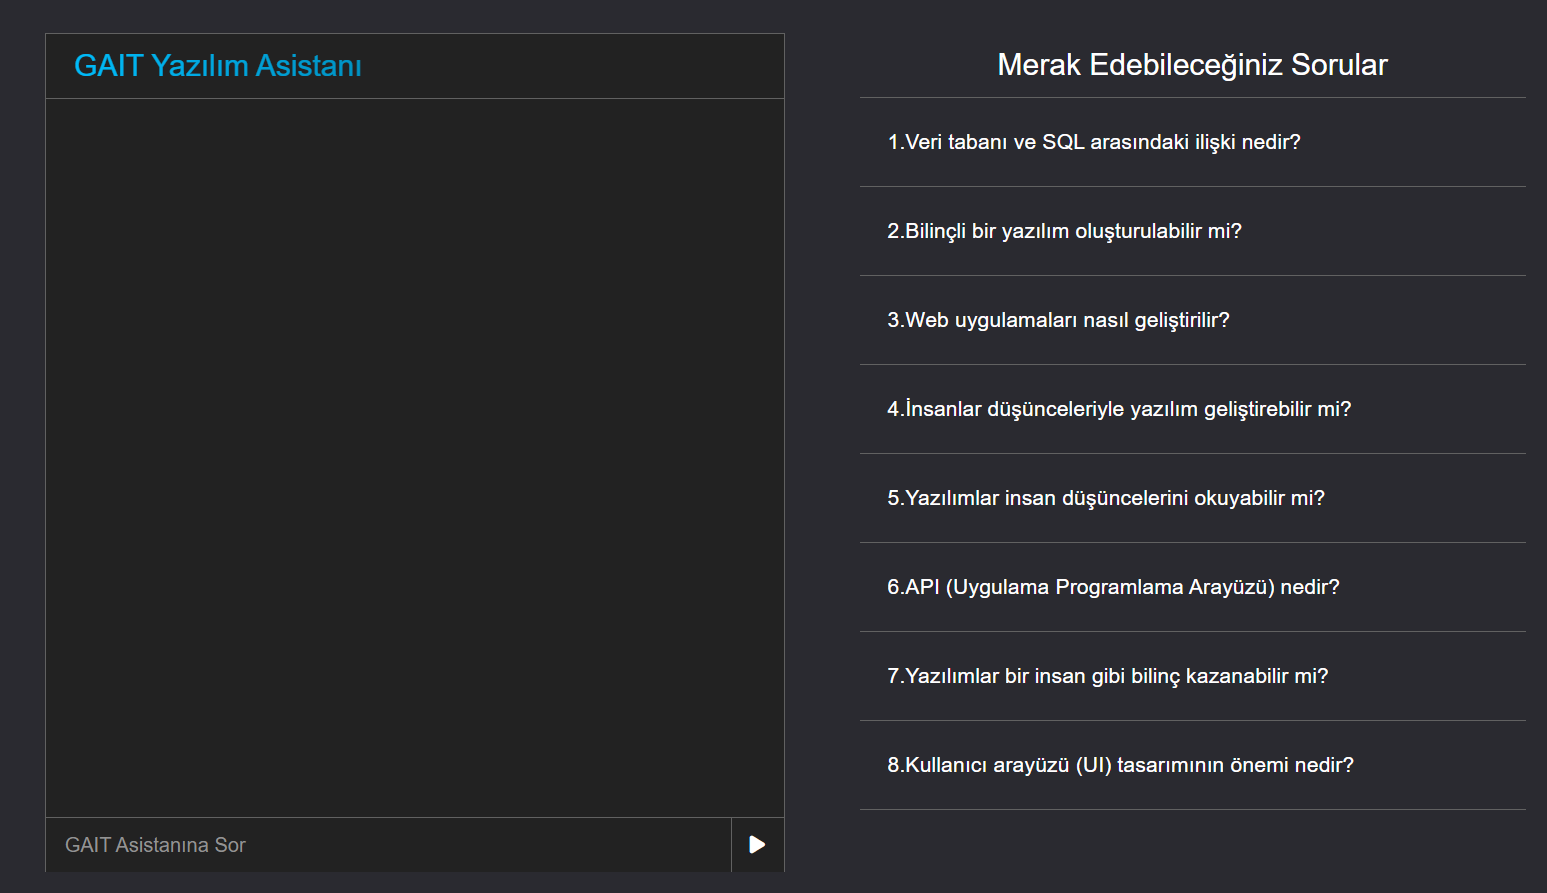 GAIT Yazılım Asistanı
GAIT Asistanına Sor
Merak Edebileceğiniz Sorular
1.Veri tabanı ve SQL arasındaki ilişki nedir?
2.Bilinçli bir yazılım oluşturulabilir mi?
3.Web uygulamaları nasıl geliştirilir?
4.İnsanlar düşünceleriyle yazılım geliştirebilir mi?
5.Yazılımlar insan düşüncelerini okuyabilir mi?
6.API (Uygulama Programlama Arayüzü) nedir?
7.Yazılımlar bir insan gibi bilinç kazanabilir mi?
8.Kullanıcı arayüzü (UI) tasarımının önemi nedir?